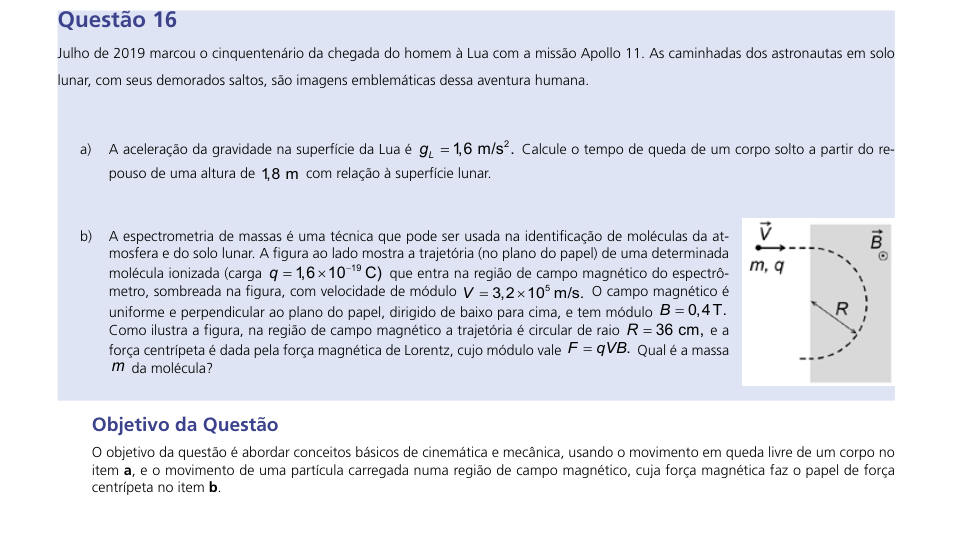 Questão 16
Julho de 2019 marcou o cinquentenário da chegada do homem à Lua com a missão Apollo 11. As caminhadas dos astronautas em solo
lunar, com seus demorados saltos, são imagens emblemáticas dessa aventura humana.
a) A aceleração da gravidade na superfície da Lua é g_L = 1,6 m/s². Calcule o tempo de queda de um corpo solto a partir do re-
pouso de uma altura de 1,8 m com relação à superfície lunar.
b) A espectrometria de massas é uma técnica que pode ser usada na identificação de moléculas da at-
mosfera e do solo lunar. A figura ao lado mostra a trajetória (no plano do papel) de uma determinada
molécula ionizada (carga q = 1,6×10⁻¹⁹ C) que entra na região de campo magnético do espectrô-
metro, sombreada na figura, com velocidade de módulo V = 3,2×10⁵ m/s. O campo magnético é
uniforme e perpendicular ao plano do papel, dirigido de baixo para cima, e tem módulo B = 0,4 T.
Como ilustra a figura, na região de campo magnético a trajetória é circular de raio R = 36 cm, e a
força centrípeta é dada pela força magnética de Lorentz, cujo módulo vale F = qVB. Qual é a massa
m da molécula?
V⃗
B⃗
m, q
R
Objetivo da Questão
O objetivo da questão é abordar conceitos básicos de cinemática e mecânica, usando o movimento em queda livre de um corpo no
item a, e o movimento de uma partícula carregada numa região de campo magnético, cuja força magnética faz o papel de força
centrípeta no item b.